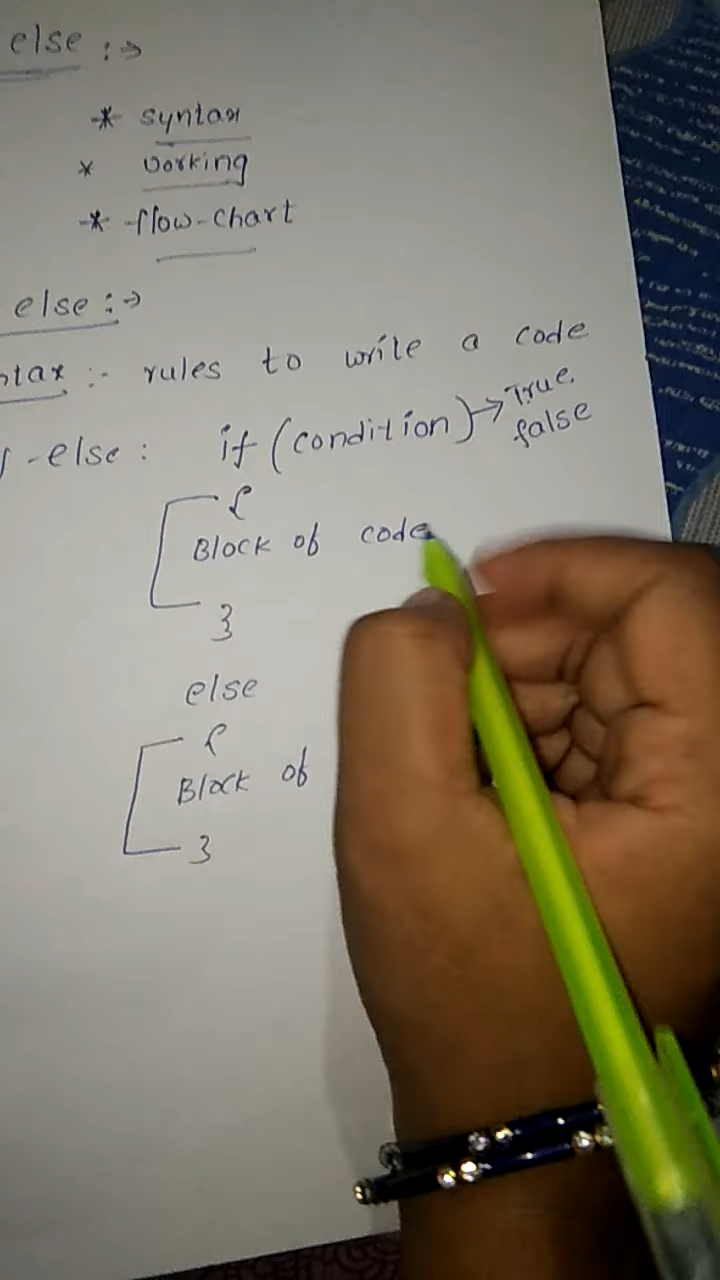 else :->
* syntax
* working
* flow-chart
else :->
ntax :- rules to write a code
f -else : if (condition) -> True.
false
{
Block of code
}
else
{
Block of
}